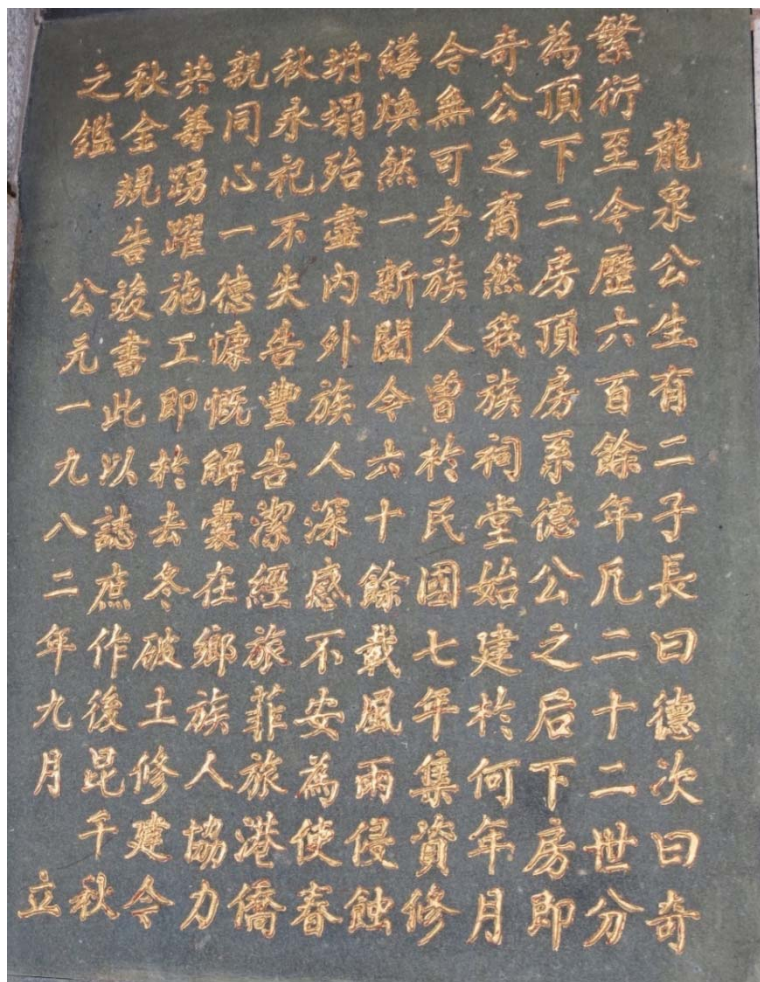 龍泉公生有二子長曰德次曰奇
繁衍至今歷六百餘年凡二十二世分
為頂下二房頂房系德公之后下房即
奇公之裔然我族祠堂始建於何年月
令無可考族人曾於民國七年集資修
繕煥然一新閱今六十餘載風雨侵蝕
坍塌殆盡內外族人深感不安為使春
秋永祀不失告豐告潔經旅菲旅港僑
親同心一德慷慨解囊在鄉族人協力
共籌踴躍施工即於去冬破土修建今
秋全規告竣書此以誌庶作後昆千秋
之鑑
公元一九八二年九月 立